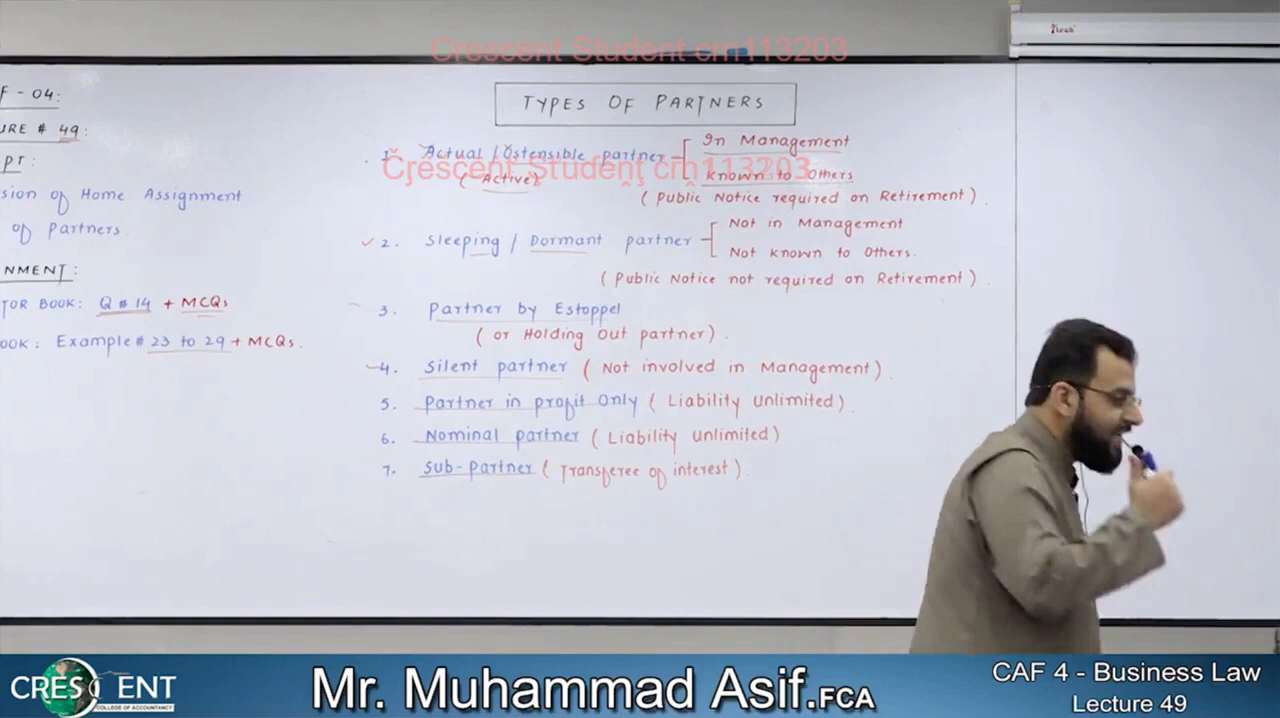 Crescent Student crn113203
itech
F - 04:
URE # 49:
pt:
sion of Home Assignment
of Partners.
NMENT:
TOR BOOK: Q # 14 + MCQs
OOK: Example # 23 to 29 + MCQs.
TYPES OF PARTNERS
1. Actual / Ostensible partner
(Active)
In Management
Known to Others
Crescent Student crn113203
( Public Notice required on Retirement ).
2. Sleeping / Dormant partner
Not in Management
Not known to Others.
( Public Notice not required on Retirement ).
3. Partner by Estoppel
( or Holding Out partner ).
4. Silent partner ( Not involved in Management ).
5. Partner in profit Only ( Liability Unlimited ).
6. Nominal partner ( Liability unlimited )
7. Sub-Partner ( Transferee of interest ).
CRESCENT
COLLEGE OF ACCOUNTANCY
Mr. Muhammad Asif.FCA
CAF 4 - Business Law
Lecture 49